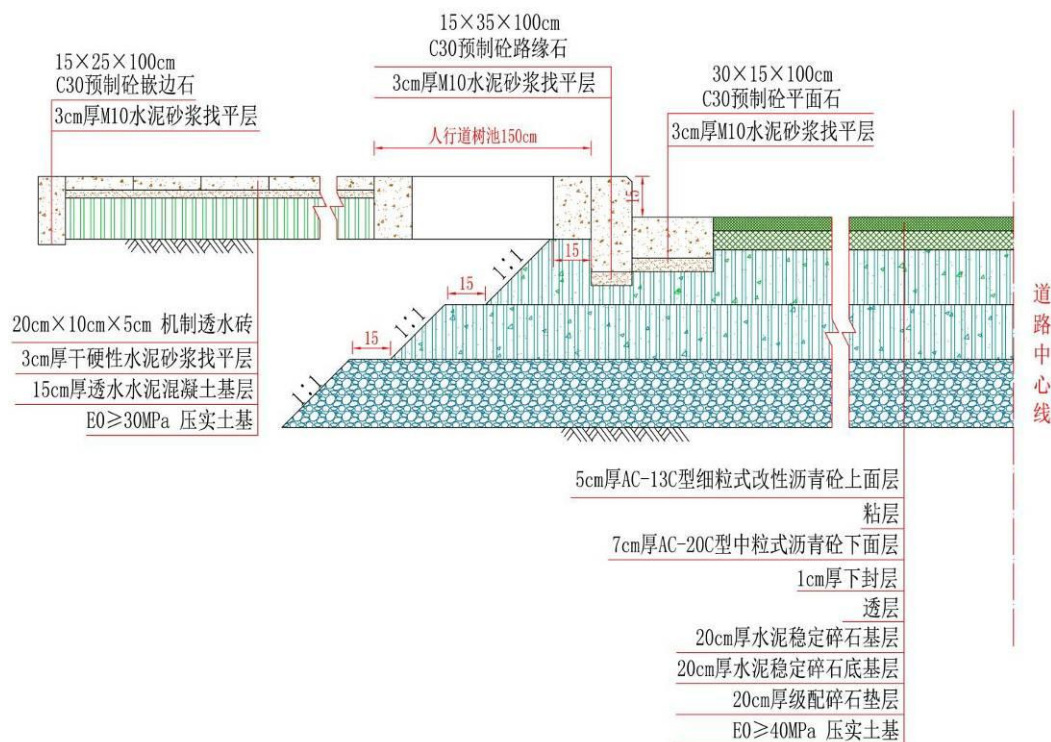 15×35×100cm
C30预制砼路缘石
3cm厚M10水泥砂浆找平层
15×25×100cm
C30预制砼嵌边石
3cm厚M10水泥砂浆找平层
30×15×100cm
C30预制砼平面石
3cm厚M10水泥砂浆找平层
人行道树池150cm
15
15
1:1
15
1:1
15
1:1
道路中心线
20cm×10cm×5cm 机制透水砖
3cm厚干硬性水泥砂浆找平层
15cm厚透水水泥混凝土基层
E0≥30MPa 压实土基
5cm厚AC-13C型细粒式改性沥青砼上面层
粘层
7cm厚AC-20C型中粒式沥青砼下面层
1cm厚下封层
透层
20cm厚水泥稳定碎石基层
20cm厚水泥稳定碎石底基层
20cm厚级配碎石垫层
E0≥40MPa 压实土基